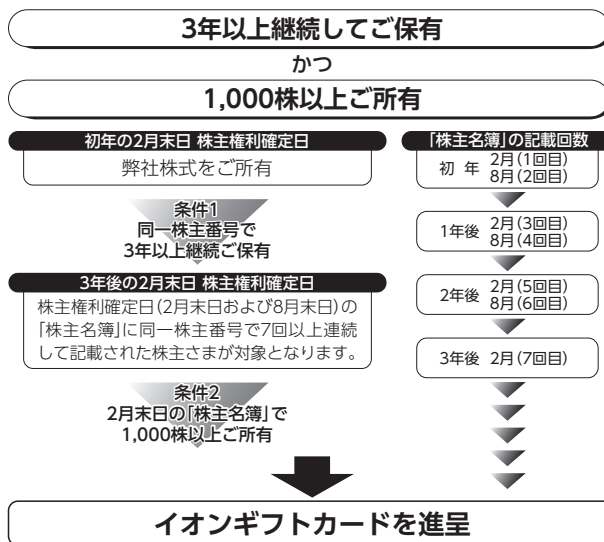 3年以上継続してご保有
かつ
1,000株以上ご所有
初年の2月末日 株主権利確定日
弊社株式をご所有
条件1
同一株主番号で
3年以上継続ご保有
3年後の2月末日 株主権利確定日
株主権利確定日(2月末日および8月末日)の
「株主名簿」に同一株主番号で7回以上連続
して記載された株主さまが対象となります。
条件2
2月末日の「株主名簿」で
1,000株以上ご所有
「株主名簿」の記載回数
初 年 2月(1回目)
8月(2回目)
1年後 2月(3回目)
8月(4回目)
2年後 2月(5回目)
8月(6回目)
3年後 2月(7回目)
イオンギフトカードを進呈